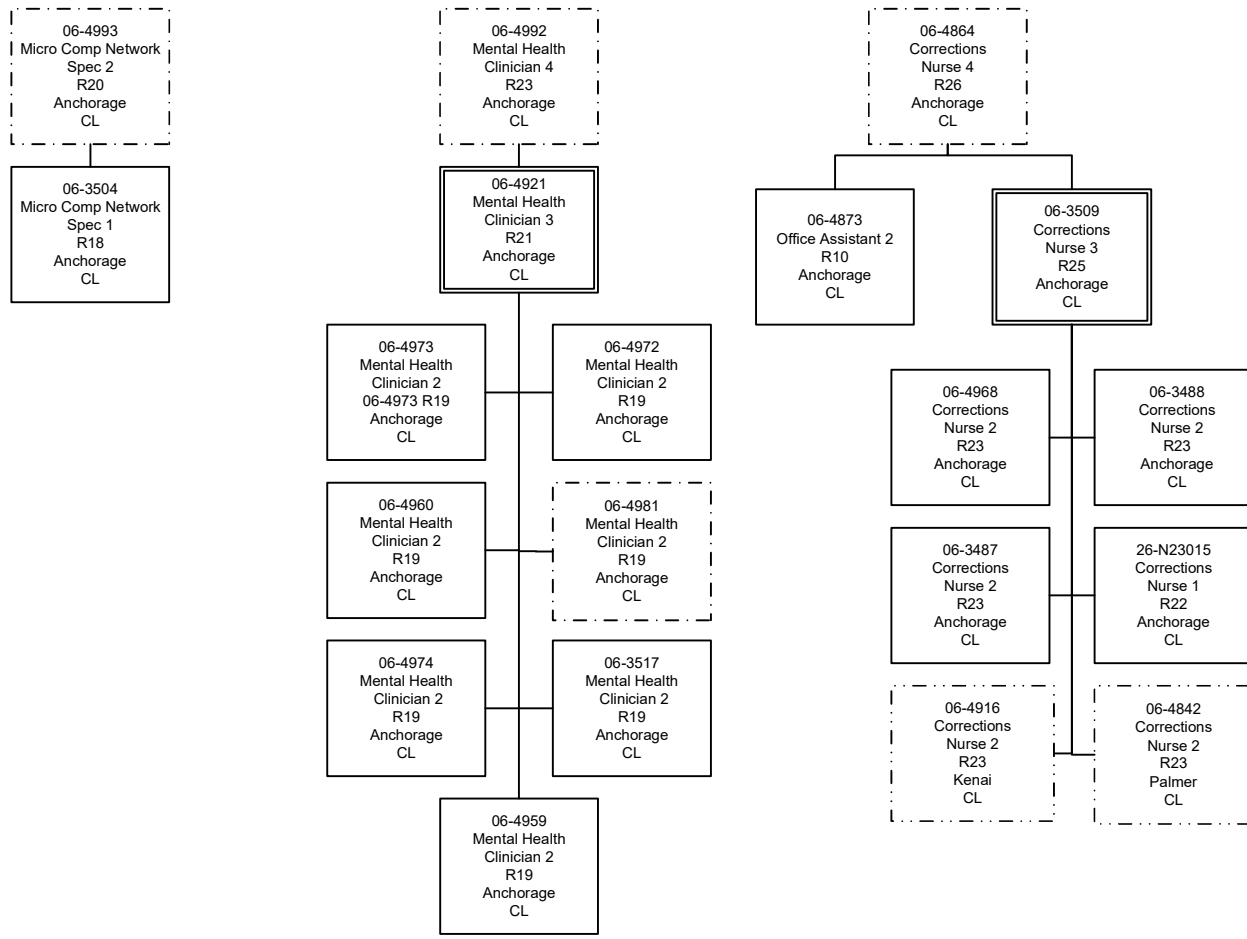 06-4993
Micro Comp Network
Spec 2
R20
Anchorage
CL
06-4992
Mental Health
Clinician 4
R23
Anchorage
CL
06-4864
Corrections
Nurse 4
R26
Anchorage
CL
06-3504
Micro Comp Network
Spec 1
R18
Anchorage
CL
06-4921
Mental Health
Clinician 3
R21
Anchorage
CL
06-4873
Office Assistant 2
R10
Anchorage
CL
06-3509
Corrections
Nurse 3
R25
Anchorage
CL
06-4973
Mental Health
Clinician 2
06-4973 R19
Anchorage
CL
06-4972
Mental Health
Clinician 2
R19
Anchorage
CL
06-4968
Corrections
Nurse 2
R23
Anchorage
CL
06-3488
Corrections
Nurse 2
R23
Anchorage
CL
06-4960
Mental Health
Clinician 2
R19
Anchorage
CL
06-4981
Mental Health
Clinician 2
R19
Anchorage
CL
06-3487
Corrections
Nurse 2
R23
Anchorage
CL
26-N23015
Corrections
Nurse 1
R22
Anchorage
CL
06-4974
Mental Health
Clinician 2
R19
Anchorage
CL
06-3517
Mental Health
Clinician 2
R19
Anchorage
CL
06-4916
Corrections
Nurse 2
R23
Kenai
CL
06-4842
Corrections
Nurse 2
R23
Palmer
CL
06-4959
Mental Health
Clinician 2
R19
Anchorage
CL